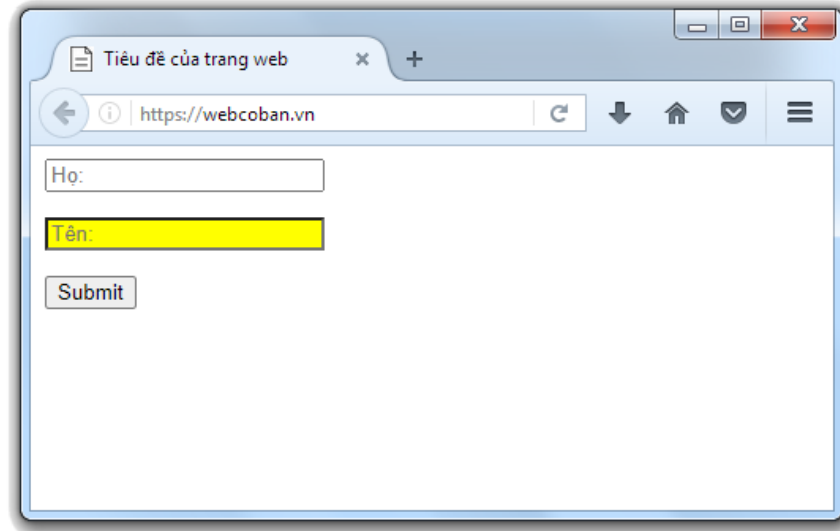 Tiêu đề của trang web
https://webcoban.vn
Họ:
Tên:
Submit